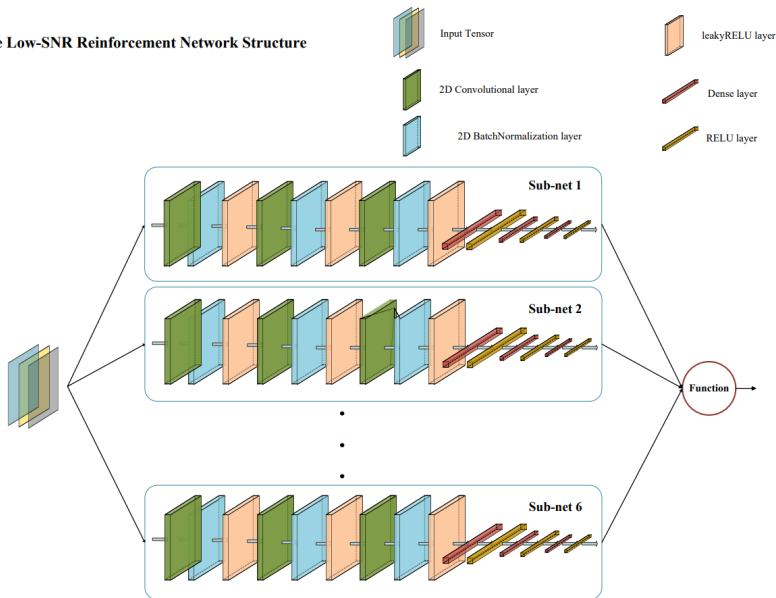 e Low-SNR Reinforcement Network Structure
Input Tensor
leakyRELU layer
2D Convolutional layer
Dense layer
2D BatchNormalization layer
RELU layer
Sub-net 1
Sub-net 2
Function
Sub-net 6